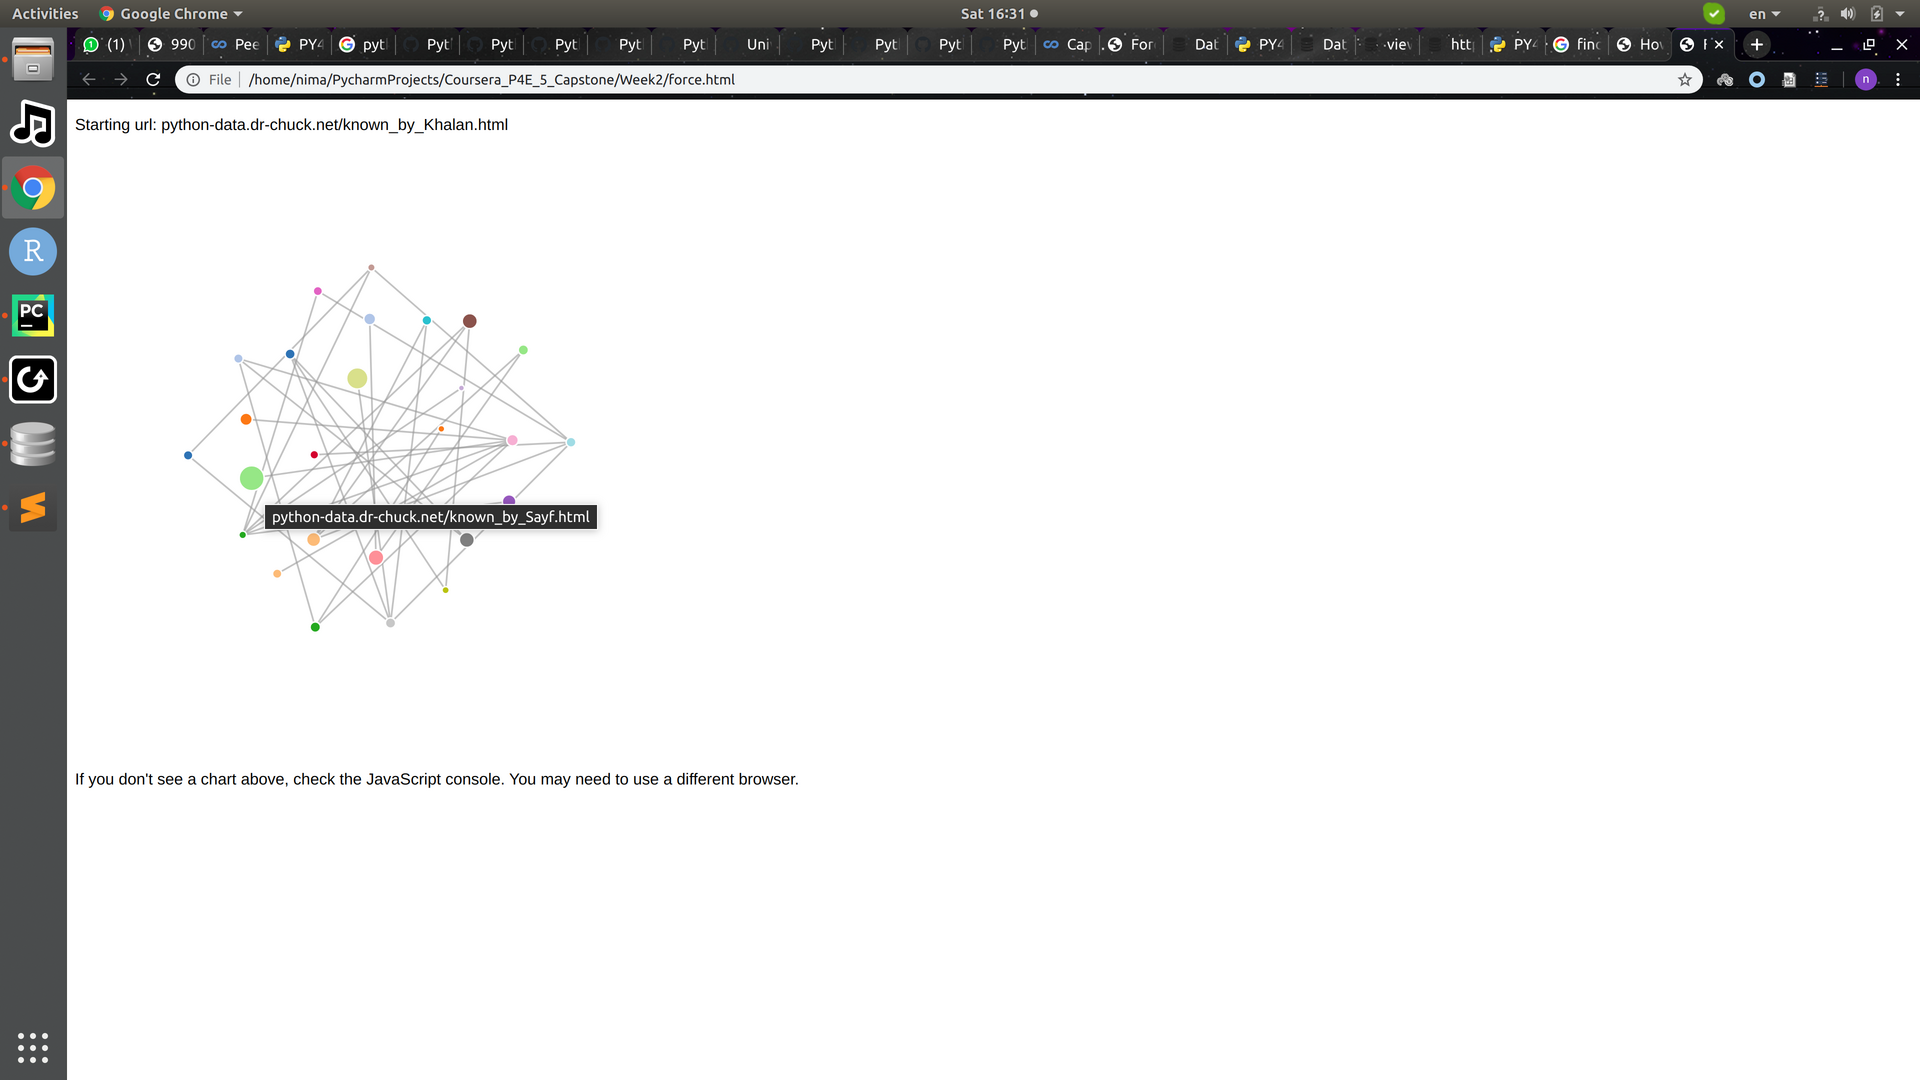 Activities Google Chrome Sat 16:31 en
(1) 990 Pee PY4 pyt Pyt Pyt Pyt Pyt Pyt Uni Pyt Pyt Pyt Pyt Cap For Dat PY4 Dat viev htt PY4 find Hov F
File /home/nima/PycharmProjects/Coursera_P4E_5_Capstone/Week2/force.html n
Starting url: python-data.dr-chuck.net/known_by_Khalan.html
R
PC
python-data.dr-chuck.net/known_by_Sayf.html
If you don't see a chart above, check the JavaScript console. You may need to use a different browser.